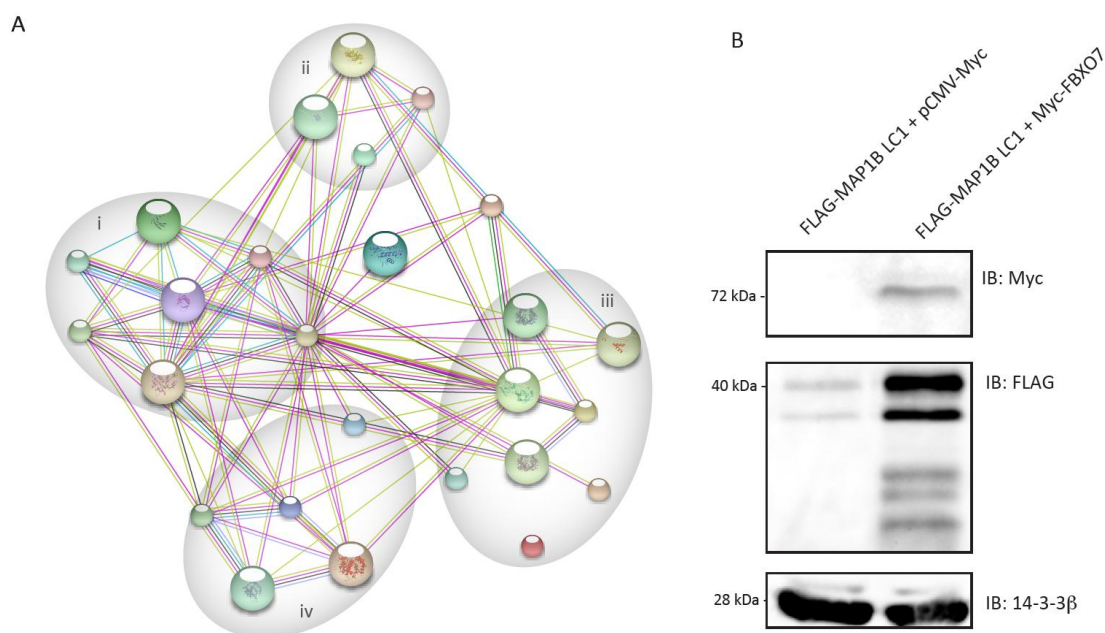 A
ii
i
iii
iv
B
FLAG-MAP1B LC1 + pCMV-Myc
FLAG-MAP1B LC1 + Myc-FBXO7
72 kDa -
IB: Myc
40 kDa -
IB: FLAG
28 kDa -
IB: 14-3-3β